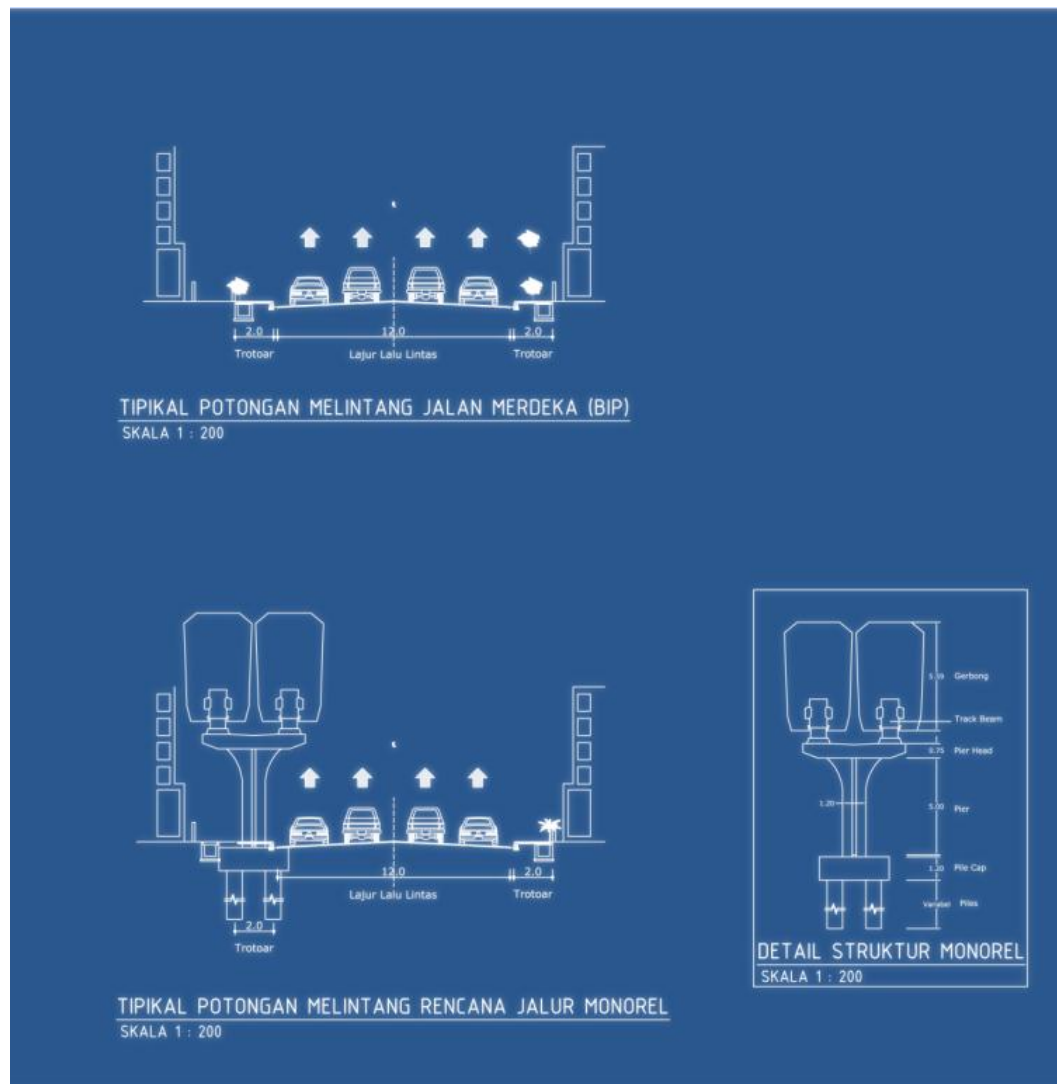 2.0 12.0 2.0
Trotoar Lajur Lalu Lintas Trotoar
TIPIKAL POTONGAN MELINTANG JALAN MERDEKA (BIP)
SKALA 1 : 200
12.0 2.0
Lajur Lalu Lintas Trotoar
2.0
Trotoar
TIPIKAL POTONGAN MELINTANG RENCANA JALUR MONOREL
SKALA 1 : 200
Gerbong
Track Beam
0.75 Pier Head
1.20
5.00 Pier
Pile Cap
Variabel Piles
DETAIL STRUKTUR MONOREL
SKALA 1 : 200